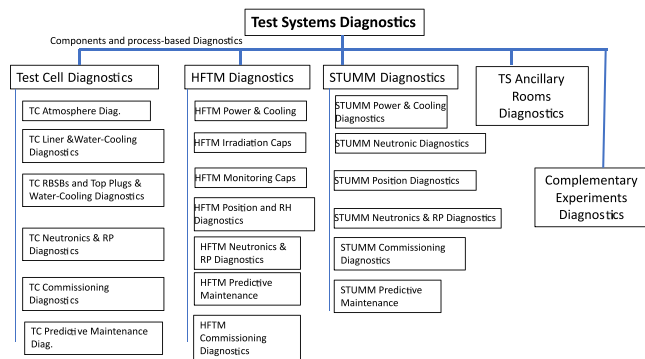 Test Systems Diagnostics
Components and process-based Diagnostics
Test Cell Diagnostics
TC Atmosphere Diag.
TC Liner &Water-Cooling
Diagnostics
TC RBSBs and Top Plugs &
Water-Cooling Diagnostics
TC Neutronics & RP
Diagnostics
TC Commissioning
Diagnostics
TC Predictive Maintenance
Diag.
HFTM Diagnostics
HFTM Power & Cooling
HFTM Irradiation Caps
HFTM Monitoring Caps
HFTM Position and RH
Diagnostics
HFTM Neutronics &
RP Diagnostics
HFTM Predictive
Maintenance
HFTM
Commissioning
Diagnostics
STUMM Diagnostics
STUMM Power & Cooling
Diagnostics
STUMM Neutronic Diagnostics
STUMM Position Diagnostics
STUMM Neutronics & RP Diagnostics
STUMM Commissioning
Diagnostics
STUMM Predictive
Maintenance
TS Ancillary
Rooms
Diagnostics
Complementary
Experiments
Diagnostics